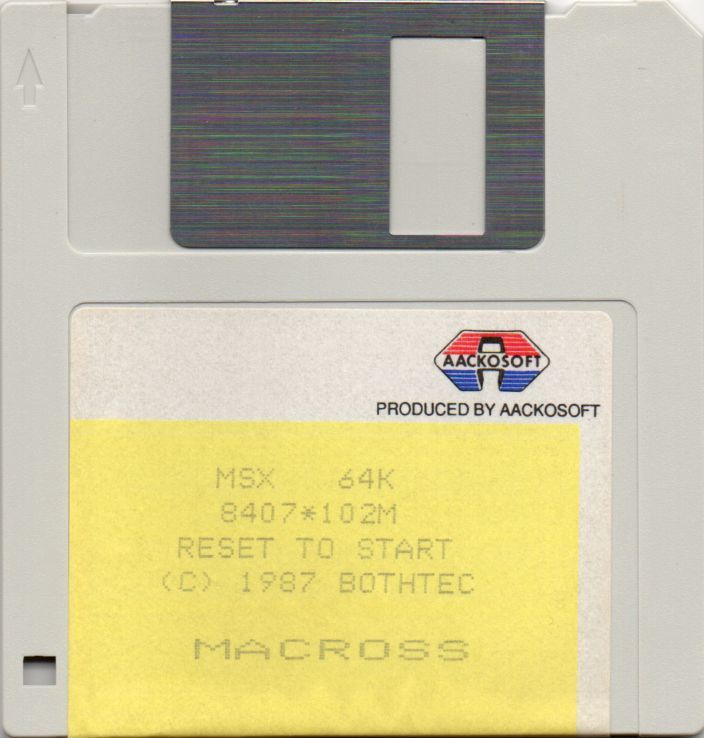 AACKOSOFT
PRODUCED BY AACKOSOFT
MSX 64K
8407*102M
RESET TO START
(C) 1987 BOTHTEC
MACROSS